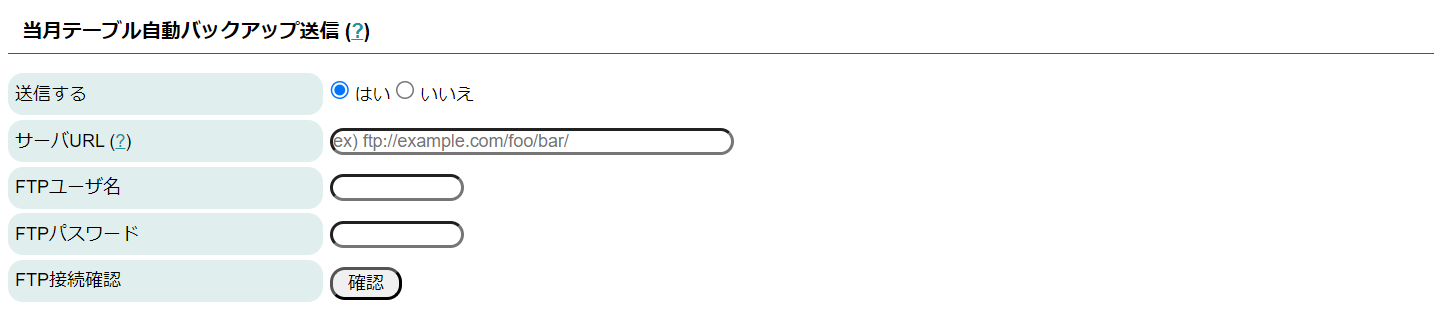 当月テーブル自動バックアップ送信 (?)
送信する はい いいえ
サーバURL (?) ex) ftp://example.com/foo/bar/
FTPユーザ名
FTPパスワード
FTP接続確認 確認